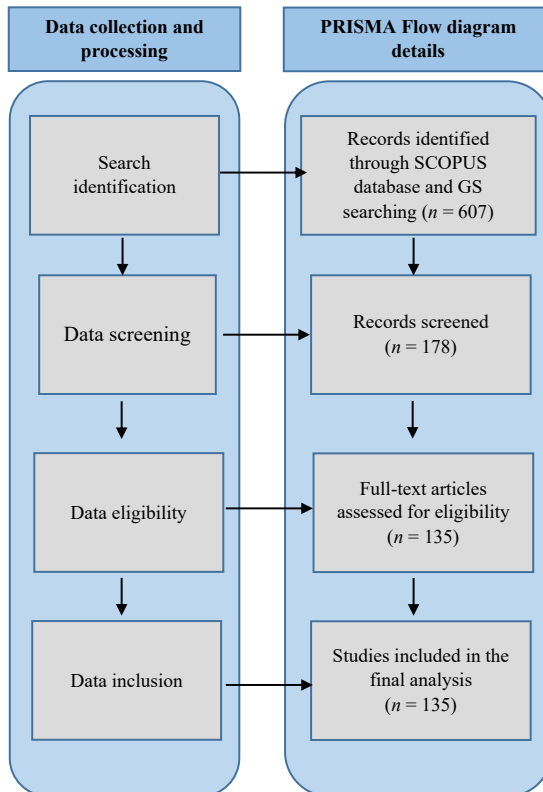 Data collection and
processing
PRISMA Flow diagram
details
Search
identification
Records identified
through SCOPUS
database and GS
searching (n = 607)
Data screening
Records screened
(n = 178)
Data eligibility
Full-text articles
assessed for eligibility
(n = 135)
Data inclusion
Studies included in the
final analysis
(n = 135)